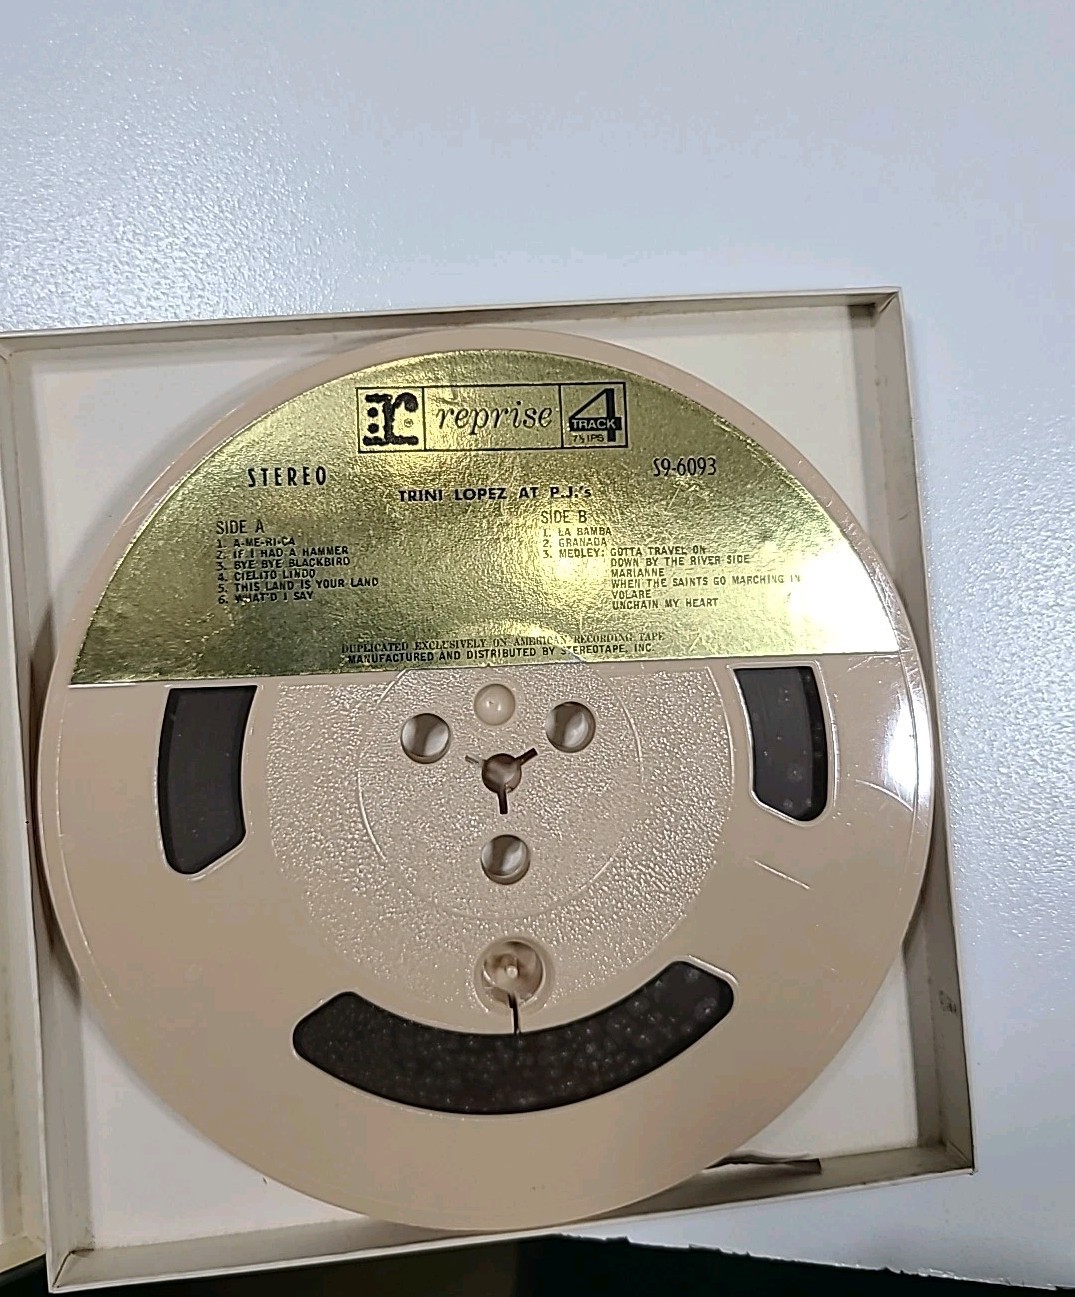 r reprise 4 TRACK 7½ IPS
STEREO
S9-6093
TRINI LOPEZ AT P.J.'s
SIDE A
1. A-ME-RI-CA
2. IF I HAD A HAMMER
3. BYE BYE BLACKBIRD
4. CIELITO LINDO
5. THIS LAND IS YOUR LAND
6. WHAT'D I SAY
SIDE B
1. LA BAMBA
2. GRANADA
3. MEDLEY: GOTTA TRAVEL ON
DOWN BY THE RIVER SIDE
MARIANNE
WHEN THE SAINTS GO MARCHING IN
VOLARE
UNCHAIN MY HEART
DUPLICATED EXCLUSIVELY ON AMERICAN RECORDING TAPE
MANUFACTURED AND DISTRIBUTED BY STEREOTAPE, INC.